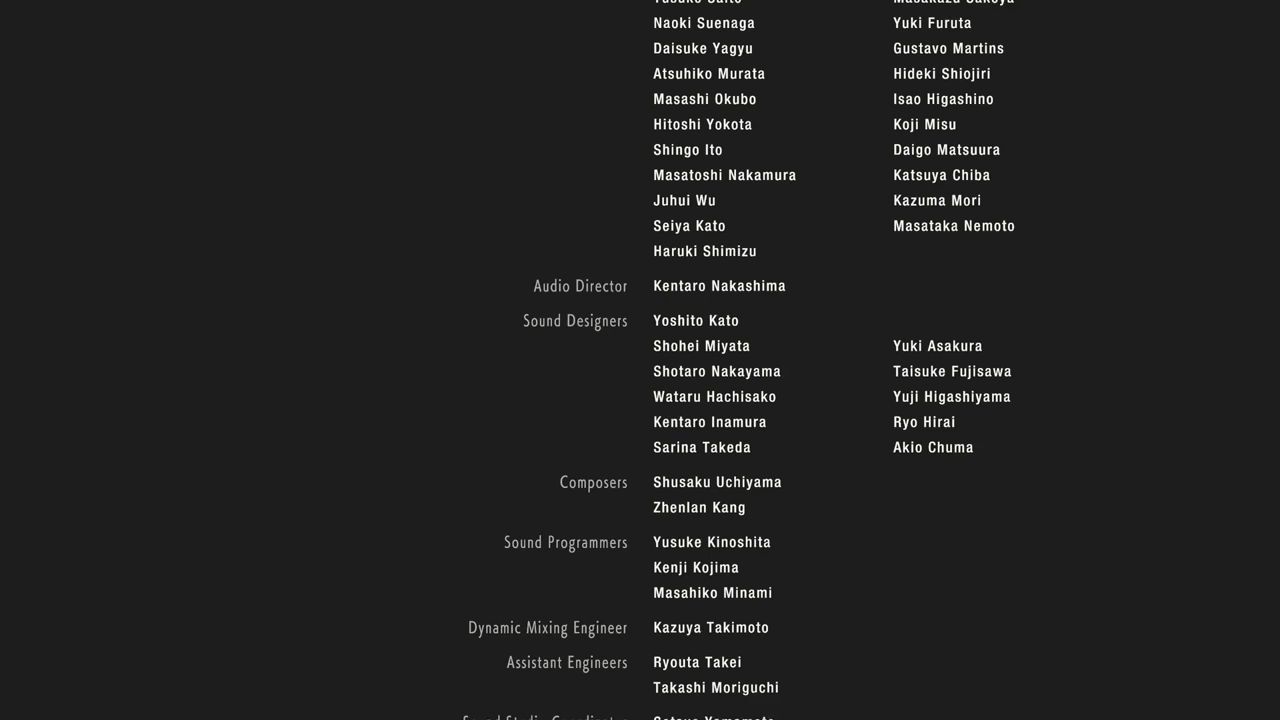 Naoki Suenaga Yuki Furuta
Daisuke Yagyu Gustavo Martins
Atsuhiko Murata Hideki Shiojiri
Masashi Okubo Isao Higashino
Hitoshi Yokota Koji Misu
Shingo Ito Daigo Matsuura
Masatoshi Nakamura Katsuya Chiba
Juhui Wu Kazuma Mori
Seiya Kato Masataka Nemoto
Haruki Shimizu
Audio Director Kentaro Nakashima
Sound Designers Yoshito Kato
Shohei Miyata Yuki Asakura
Shotaro Nakayama Taisuke Fujisawa
Wataru Hachisako Yuji Higashiyama
Kentaro Inamura Ryo Hirai
Sarina Takeda Akio Chuma
Composers Shusaku Uchiyama
Zhenlan Kang
Sound Programmers Yusuke Kinoshita
Kenji Kojima
Masahiko Minami
Dynamic Mixing Engineer Kazuya Takimoto
Assistant Engineers Ryouta Takei
Takashi Moriguchi